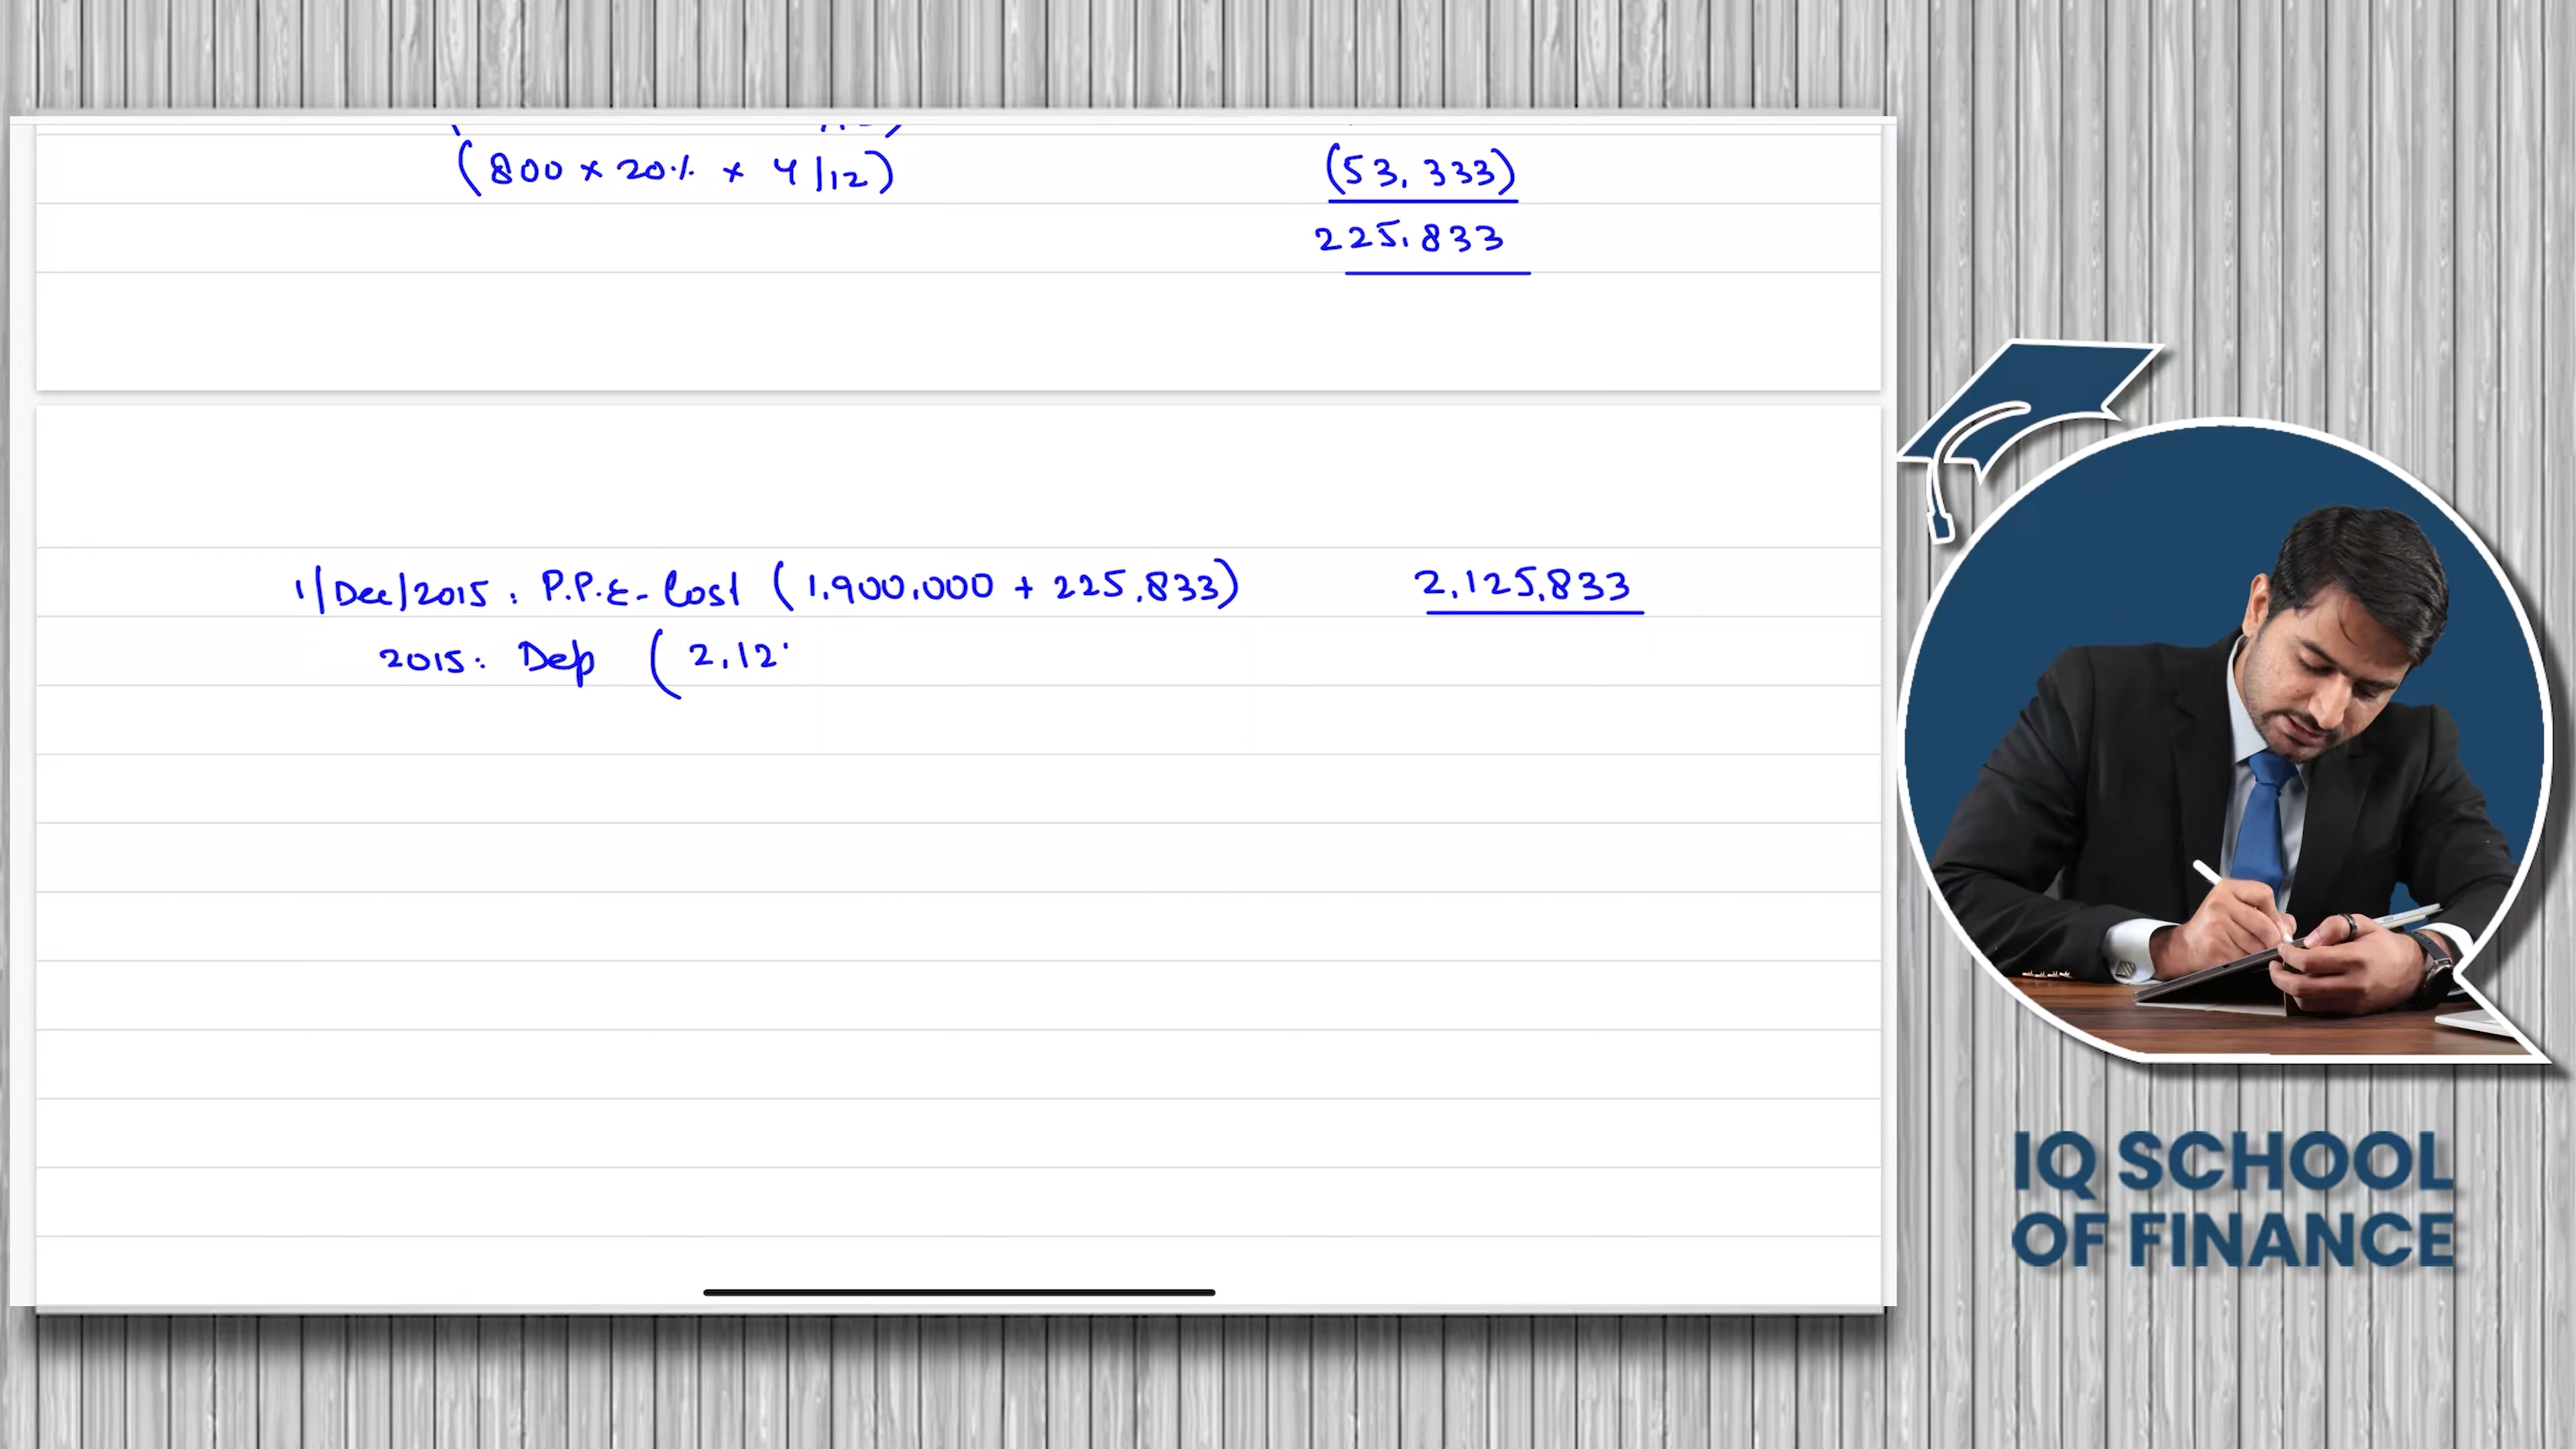 (800 × 20% × 4/12) (53,333)
225,833
1/Dec/2015: P.P.E- Cost (1,900,000 + 225,833) 2,125,833
2015: Dep (2,12
IQ SCHOOL
OF FINANCE